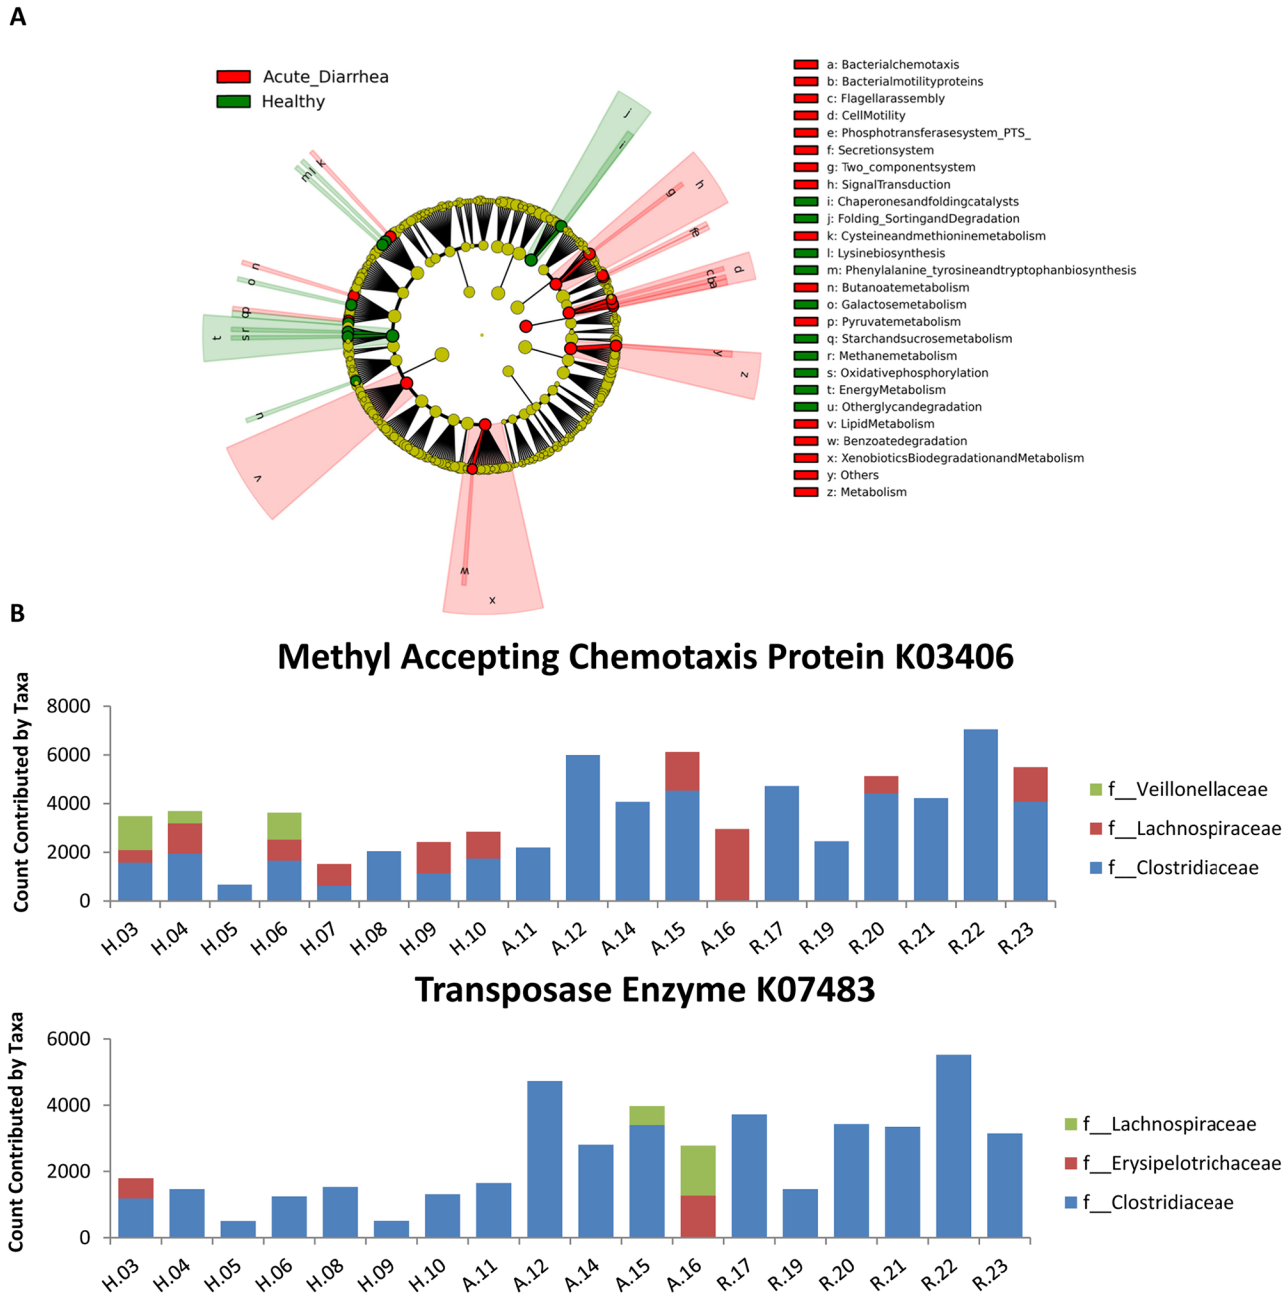 A
Acute_Diarrhea
Healthy
a: Bacterialchemotaxis
b: Bacterialmotilityproteins
c: Flagellarassembly
d: CellMotility
e: Phosphotransferasesystem_PTS_
f: Secretionsystem
g: Two_componentsystem
h: SignalTransduction
i: Chaperonesandfoldingcatalysts
j: Folding_SortingandDegradation
k: Cysteineandmethioninemetabolism
l: Lysinebiosynthesis
m: Phenylalanine_tyrosineandtryptophanbiosynthesis
n: Butanoatemetabolism
o: Galactosemetabolism
p: Pyruvatemetabolism
q: Starchandsucrosemetabolism
r: Methanemetabolism
s: Oxidativephosphorylation
t: EnergyMetabolism
u: Otherglycandegradation
v: LipidMetabolism
w: Benzoatedegradation
x: XenobioticsBiodegradationandMetabolism
y: Others
z: Metabolism
j
i
h
g
f
e
d
c
b
a
y
z
x
w
v
u
t
s
r
q
p
o
n
m
l
k
B
Methyl Accepting Chemotaxis Protein K03406
Count Contributed by Taxa
8000
6000
4000
2000
0
H.03 H.04 H.05 H.06 H.07 H.08 H.09 H.10 A.11 A.12 A.14 A.15 A.16 R.17 R.19 R.20 R.21 R.22 R.23
f__Veillonellaceae
f__Lachnospiraceae
f__Clostridiaceae
Transposase Enzyme K07483
Count Contributed by Taxa
6000
4000
2000
0
H.03 H.04 H.05 H.06 H.08 H.09 H.10 A.11 A.12 A.14 A.15 A.16 R.17 R.19 R.20 R.21 R.22 R.23
f__Lachnospiraceae
f__Erysipelotrichaceae
f__Clostridiaceae